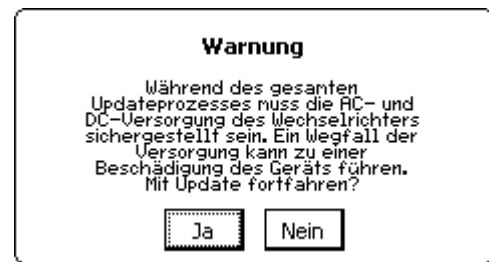 Warnung
Während des gesamten
Updateprozesses muss die AC- und
DC-Versorgung des Wechselrichters
sichergestellt sein. Ein Wegfall der
Versorgung kann zu einer
Beschädigung des Geräts führen.
Mit Update fortfahren?
Ja Nein